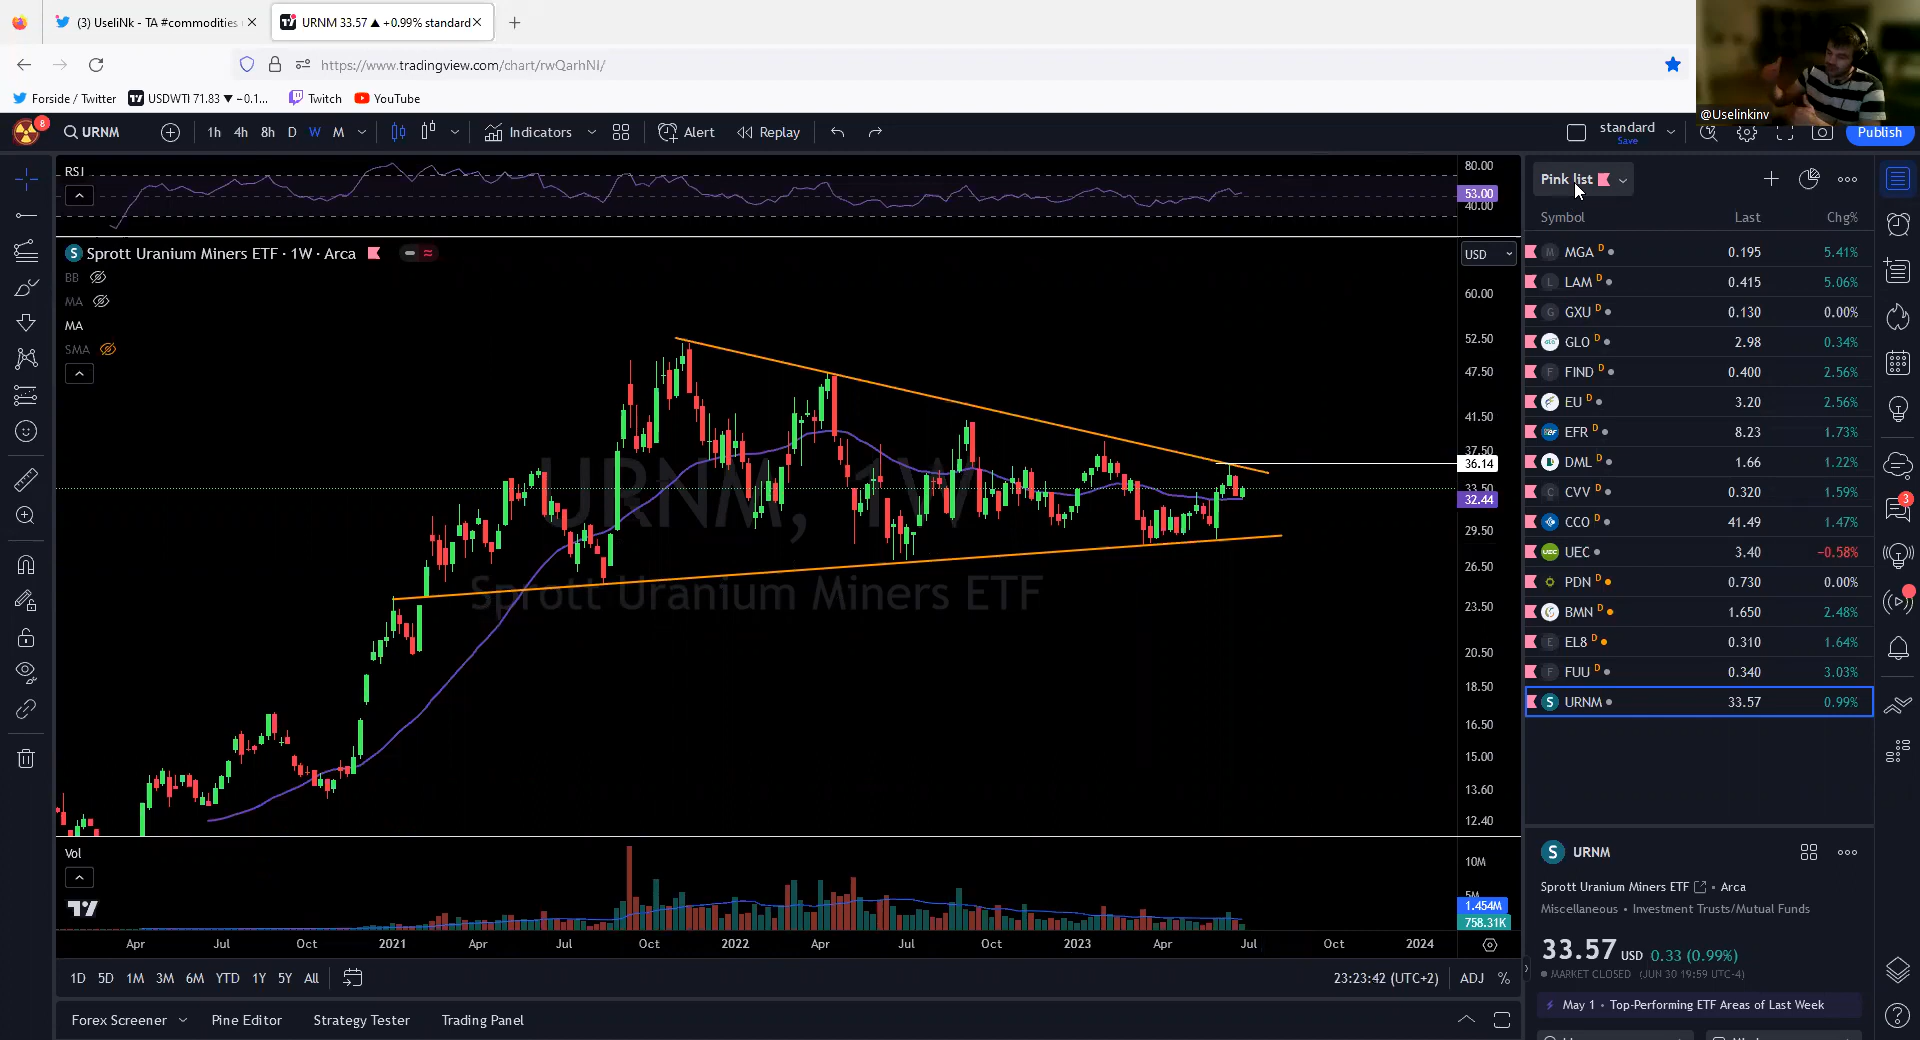 (3) UseliNk - TA #commodities
URNM 33.57 ▲ +0.99% standard
https://www.tradingview.com/chart/rwQarhNI/
Forside / Twitter
USDWTI 71.83 ▼ −0.1...
Twitch
YouTube
@Uselinkinv
8
URNM
1h 4h 8h D W M
Indicators
Alert
Replay
standard
Save
Publish
RSI
80.00
53.00
40.00
Sprott Uranium Miners ETF · 1W · Arca
USD
BB
MA
MA
SMA
60.00
52.50
47.50
41.50
37.50
36.14
33.50
32.44
29.50
26.50
23.50
20.50
18.50
16.50
15.00
13.60
12.40
URNM, 1W
Sprott Uranium Miners ETF
Vol
10M
5M
1.454M
758.31K
Apr Jul Oct 2021 Apr Jul Oct 2022 Apr Jul Oct 2023 Apr Jul Oct 2024
1D 5D 1M 3M 6M YTD 1Y 5Y All
23:23:42 (UTC+2)
ADJ %
Forex Screener
Pine Editor
Strategy Tester
Trading Panel
Pink list
Symbol Last Chg%
MGA D 0.195 5.41%
LAM D 0.415 5.06%
GXU D 0.130 0.00%
GLO D 2.98 0.34%
FIND D 0.400 2.56%
EU D 3.20 2.56%
EFR D 8.23 1.73%
DML D 1.66 1.22%
CVV D 0.320 1.59%
CCO D 41.49 1.47%
UEC 3.40 −0.58%
PDN D 0.730 0.00%
BMN D 1.650 2.48%
EL8 D 0.310 1.64%
FUU D 0.340 3.03%
URNM 33.57 0.99%
3
URNM
Sprott Uranium Miners ETF • Arca
Miscellaneous • Investment Trusts/Mutual Funds
33.57 USD 0.33 (0.99%)
MARKET CLOSED (JUN 30 19:59 UTC-4)
May 1 • Top-Performing ETF Areas of Last Week